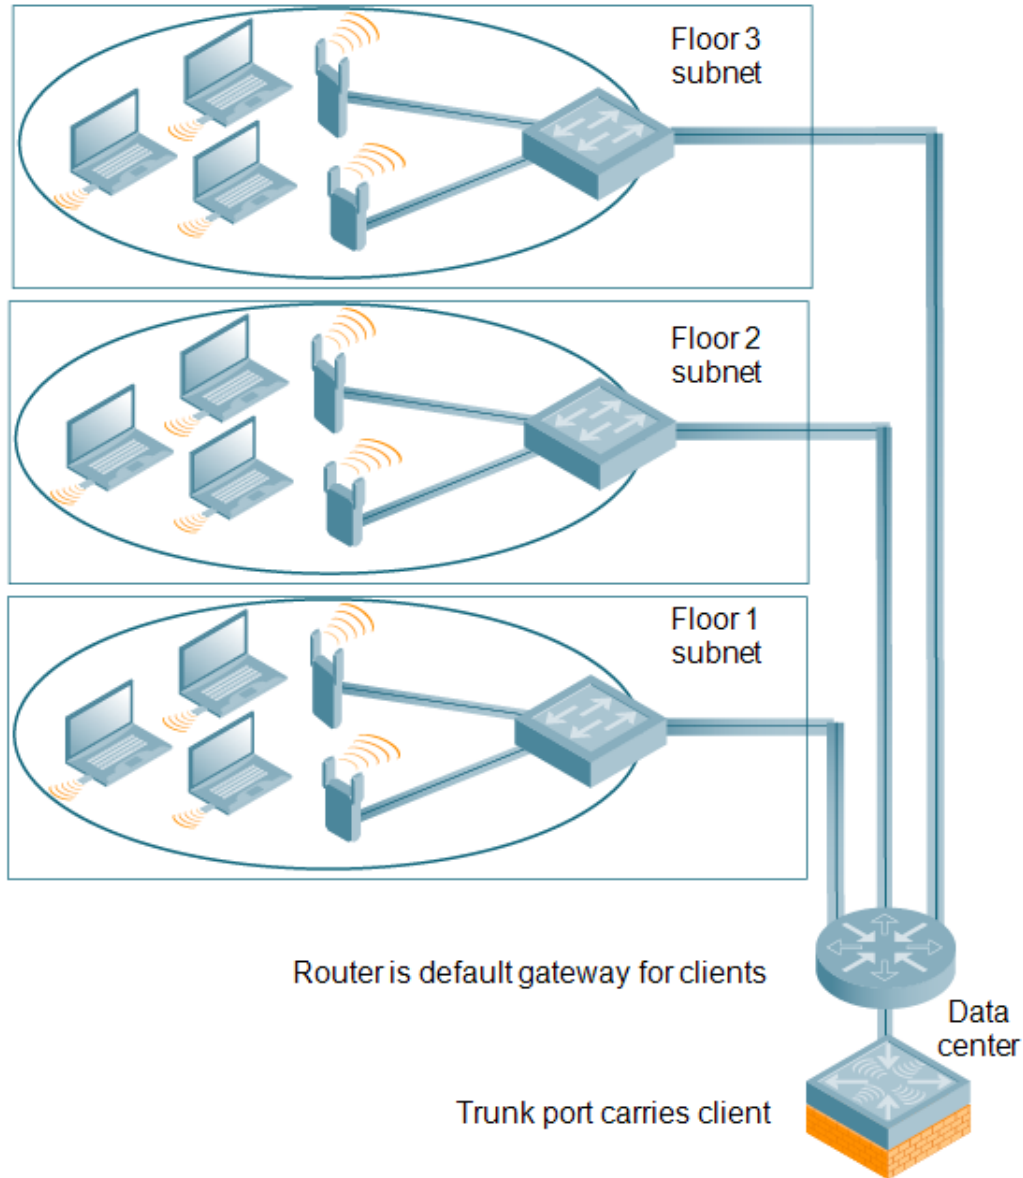 Floor 3
subnet
Floor 2
subnet
Floor 1
subnet
Router is default gateway for clients
Data
center
Trunk port carries client